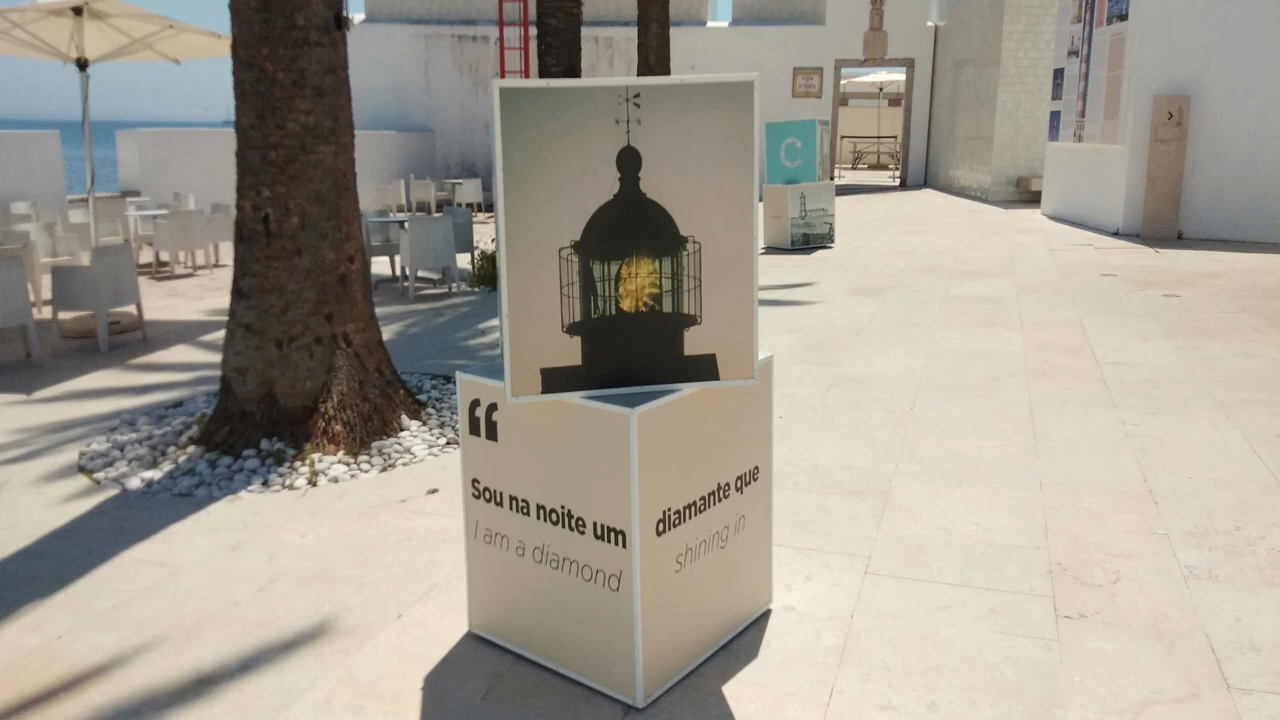 “
Sou na noite um
I am a diamond
diamante que
shining in
C